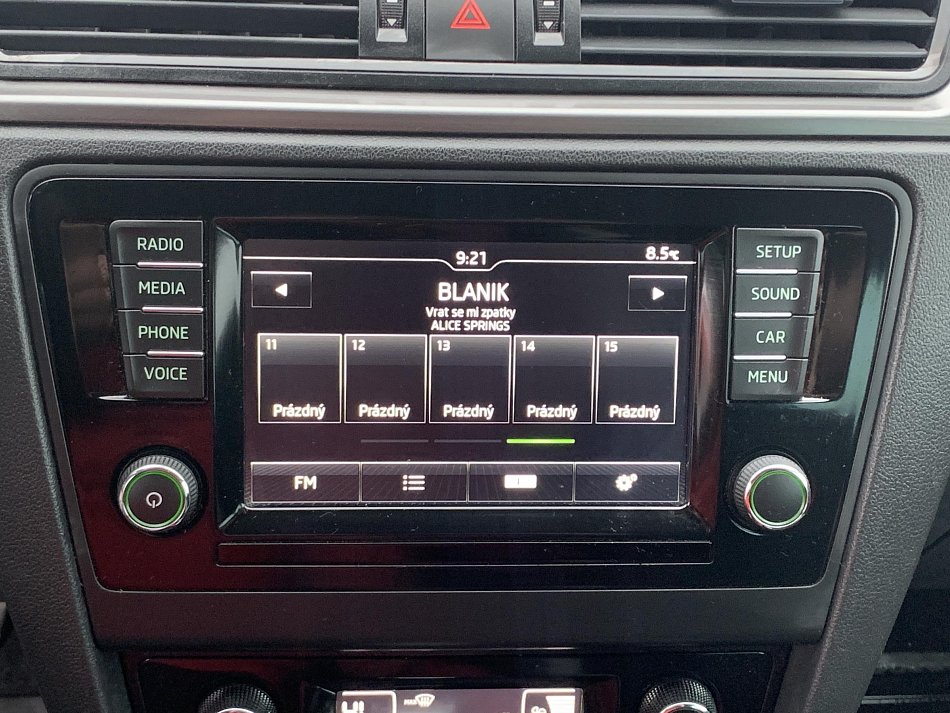 9:21 8.5°C
RADIO
MEDIA
PHONE
VOICE
BLANIK
Vrat se mi zpatky
ALICE SPRINGS
11 12 13 14 15
Prázdný Prázdný Prázdný Prázdný Prázdný
FM
SETUP
SOUND
CAR
MENU
MAX